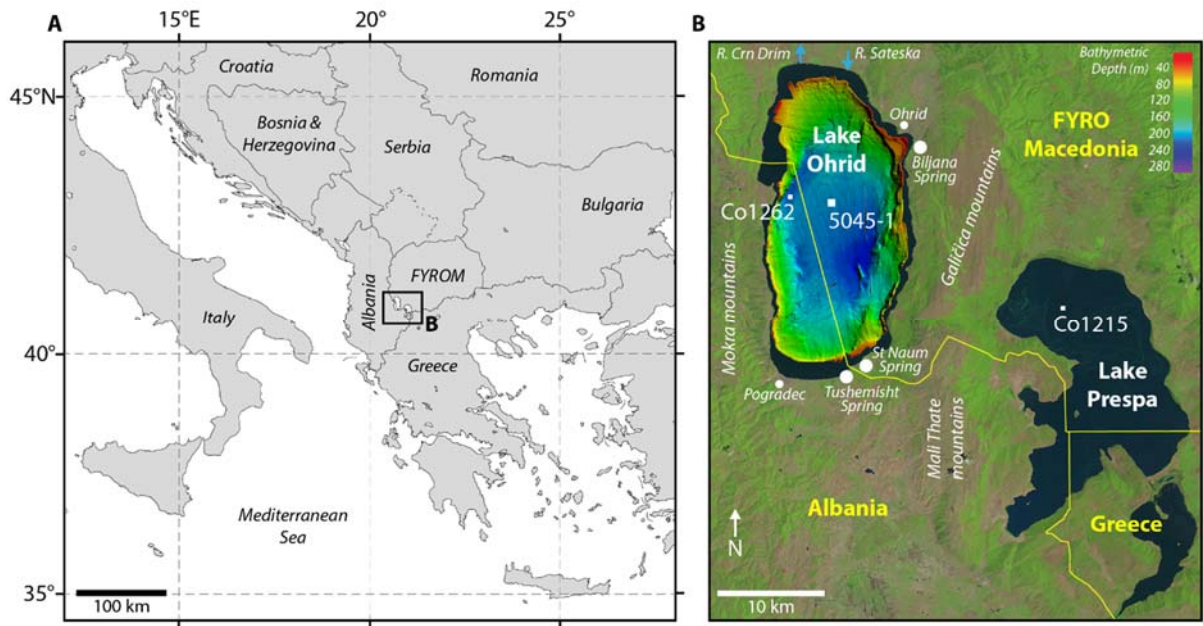 A
15°E
20°
25°
45°N
40°
35°
Croatia
Romania
Bosnia &
Herzegovina
Serbia
Bulgaria
FYROM
Albania
B
Italy
Greece
Mediterranean
Sea
100 km
B
R. Crn Drim
R. Sateska
Bathymetric
Depth (m)
40
80
120
160
200
240
280
Ohrid
Lake
Ohrid
FYRO
Macedonia
Biljana
Spring
Co1262
5045-1
Galičica mountains
Mokra mountains
Co1215
St Naum
Spring
Lake
Prespa
Pogradec
Tushemisht
Spring
Mali Thate
mountains
Albania
Greece
N
10 km